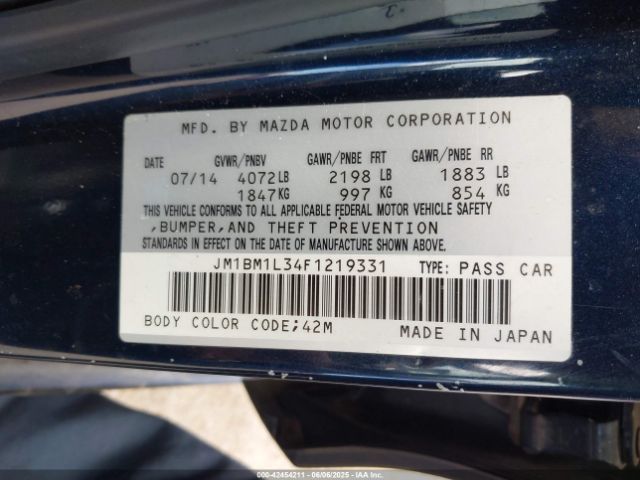 MFD. BY MAZDA MOTOR CORPORATION
DATE GVWR/PNBV GAWR/PNBE FRT GAWR/PNBE RR
07/14 4072LB 2198 LB 1883 LB
1847KG 997 KG 854 KG
THIS VEHICLE CONFORMS TO ALL APPLICABLE FEDERAL MOTOR VEHICLE SAFETY
,BUMPER,AND THEFT PREVENTION
STANDARDS IN EFFECT ON THE DATE OF MANUFACTURE SHOWN ABOVE.
JM1BM1L34F1219331 TYPE: PASS CAR
BODY COLOR CODE;42M MADE IN JAPAN
000-42454211 - 06/06/2025 - IAA Inc.